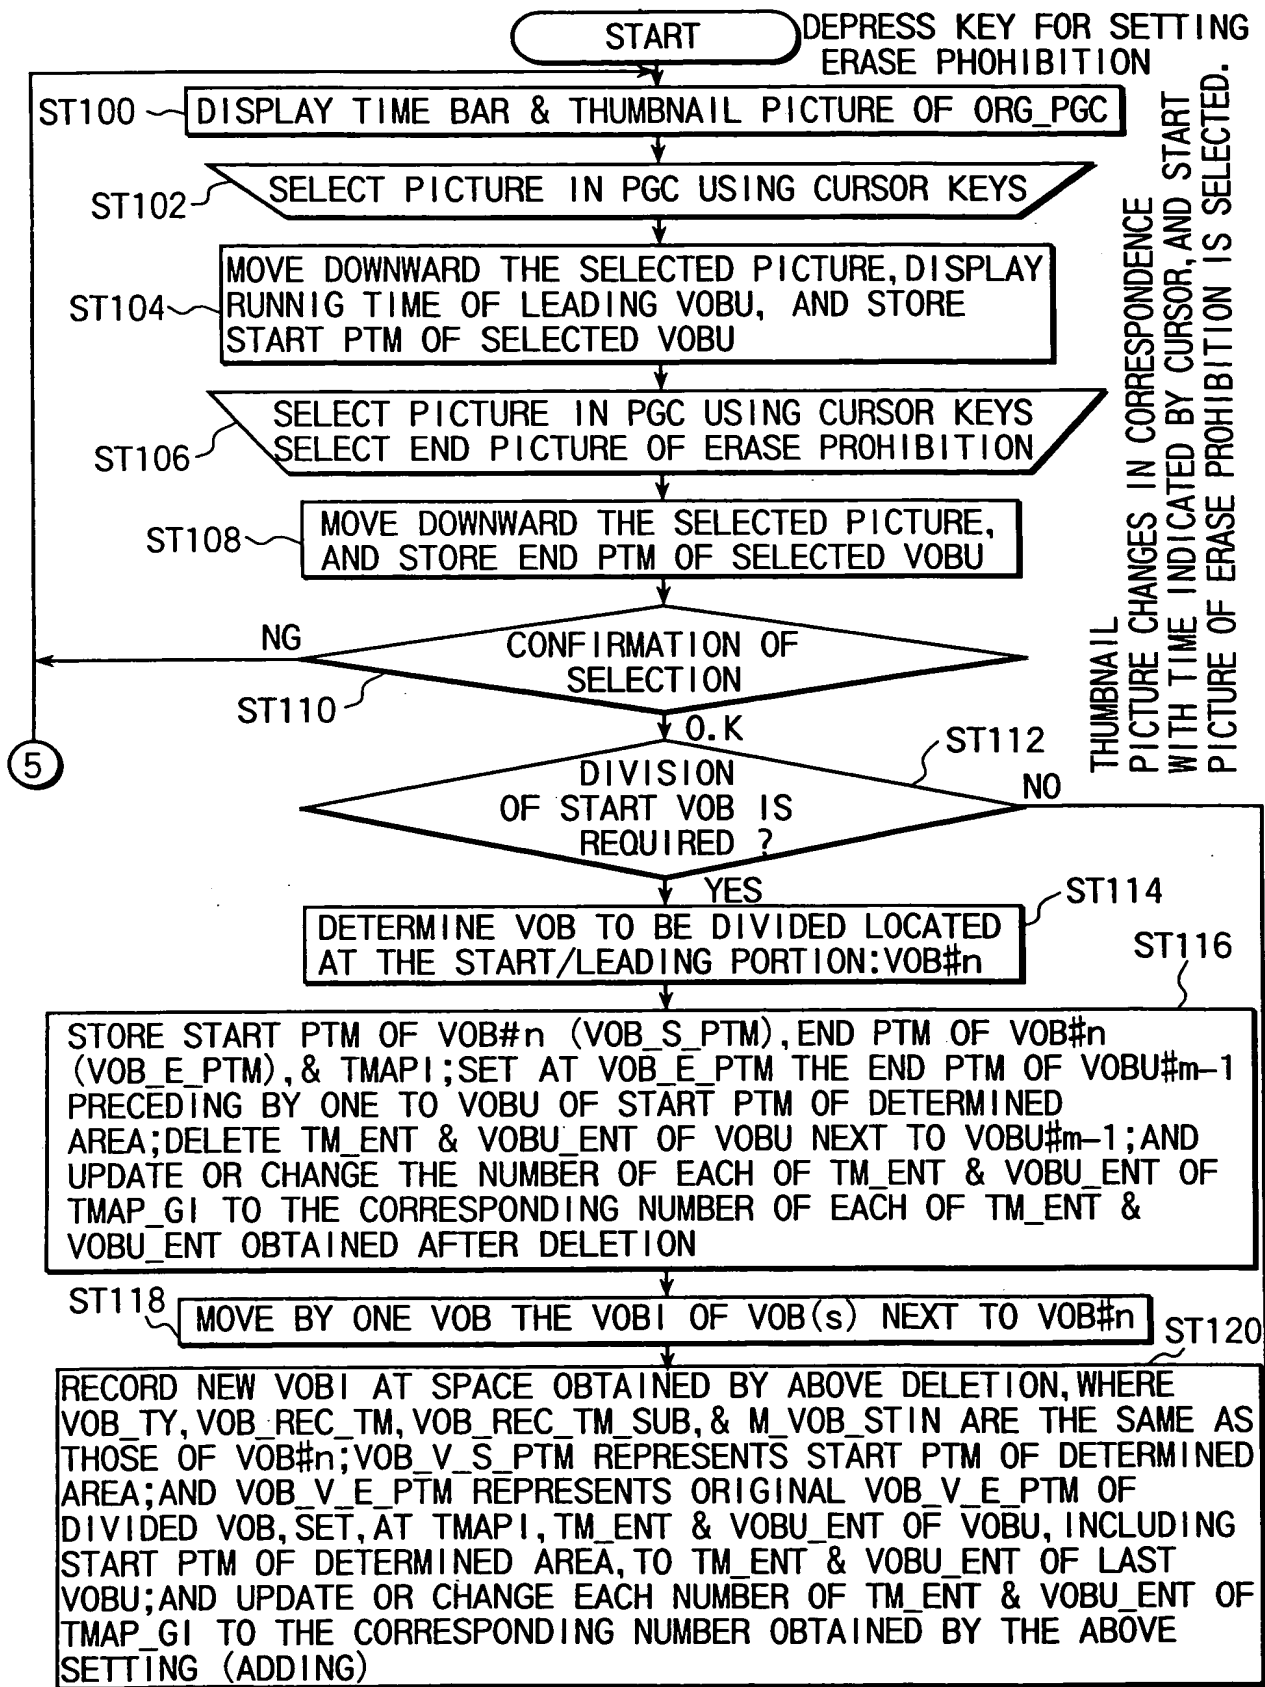 START
DEPRESS KEY FOR SETTING
ERASE PHOHIBITION
ST100
DISPLAY TIME BAR & THUMBNAIL PICTURE OF ORG_PGC
ST102
SELECT PICTURE IN PGC USING CURSOR KEYS
THUMBNAIL
PICTURE CHANGES IN CORRESPONDENCE
WITH TIME INDICATED BY CURSOR, AND START
PICTURE OF ERASE PROHIBITION IS SELECTED.
ST104
MOVE DOWNWARD THE SELECTED PICTURE, DISPLAY
RUNNIG TIME OF LEADING VOBU, AND STORE
START PTM OF SELECTED VOBU
ST106
SELECT PICTURE IN PGC USING CURSOR KEYS
SELECT END PICTURE OF ERASE PROHIBITION
ST108
MOVE DOWNWARD THE SELECTED PICTURE,
AND STORE END PTM OF SELECTED VOBU
NG
CONFIRMATION OF
SELECTION
ST110
O.K
5
ST112
DIVISION
OF START VOB IS
REQUIRED ?
NO
YES
ST114
DETERMINE VOB TO BE DIVIDED LOCATED
AT THE START/LEADING PORTION:VOB#n
ST116
STORE START PTM OF VOB#n (VOB_S_PTM), END PTM OF VOB#n
(VOB_E_PTM), & TMAPI;SET AT VOB_E_PTM THE END PTM OF VOBU#m-1
PRECEDING BY ONE TO VOBU OF START PTM OF DETERMINED
AREA;DELETE TM_ENT & VOBU_ENT OF VOBU NEXT TO VOBU#m-1;AND
UPDATE OR CHANGE THE NUMBER OF EACH OF TM_ENT & VOBU_ENT OF
TMAP_GI TO THE CORRESPONDING NUMBER OF EACH OF TM_ENT &
VOBU_ENT OBTAINED AFTER DELETION
ST118
MOVE BY ONE VOB THE VOBI OF VOB(s) NEXT TO VOB#n
ST120
RECORD NEW VOBI AT SPACE OBTAINED BY ABOVE DELETION, WHERE
VOB_TY, VOB_REC_TM, VOB_REC_TM_SUB, & M_VOB_STIN ARE THE SAME AS
THOSE OF VOB#n;VOB_V_S_PTM REPRESENTS START PTM OF DETERMINED
AREA;AND VOB_V_E_PTM REPRESENTS ORIGINAL VOB_V_E_PTM OF
DIVIDED VOB, SET, AT TMAPI, TM_ENT & VOBU_ENT OF VOBU, INCLUDING
START PTM OF DETERMINED AREA, TO TM_ENT & VOBU_ENT OF LAST
VOBU;AND UPDATE OR CHANGE EACH NUMBER OF TM_ENT & VOBU_ENT OF
TMAP_GI TO THE CORRESPONDING NUMBER OBTAINED BY THE ABOVE
SETTING (ADDING)